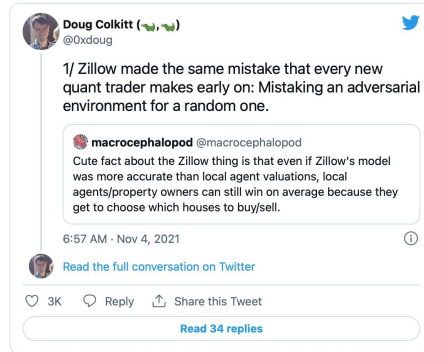 Doug Colkitt (🦖,🦖)
@0xdoug
1/ Zillow made the same mistake that every new
quant trader makes early on: Mistaking an adversarial
environment for a random one.
macrocephalopod @macrocephalopod
Cute fact about the Zillow thing is that even if Zillow's model
was more accurate than local agent valuations, local
agents/property owners can still win on average because they
get to choose which houses to buy/sell.
6:57 AM · Nov 4, 2021
Read the full conversation on Twitter
3K Reply Share this Tweet
Read 34 replies